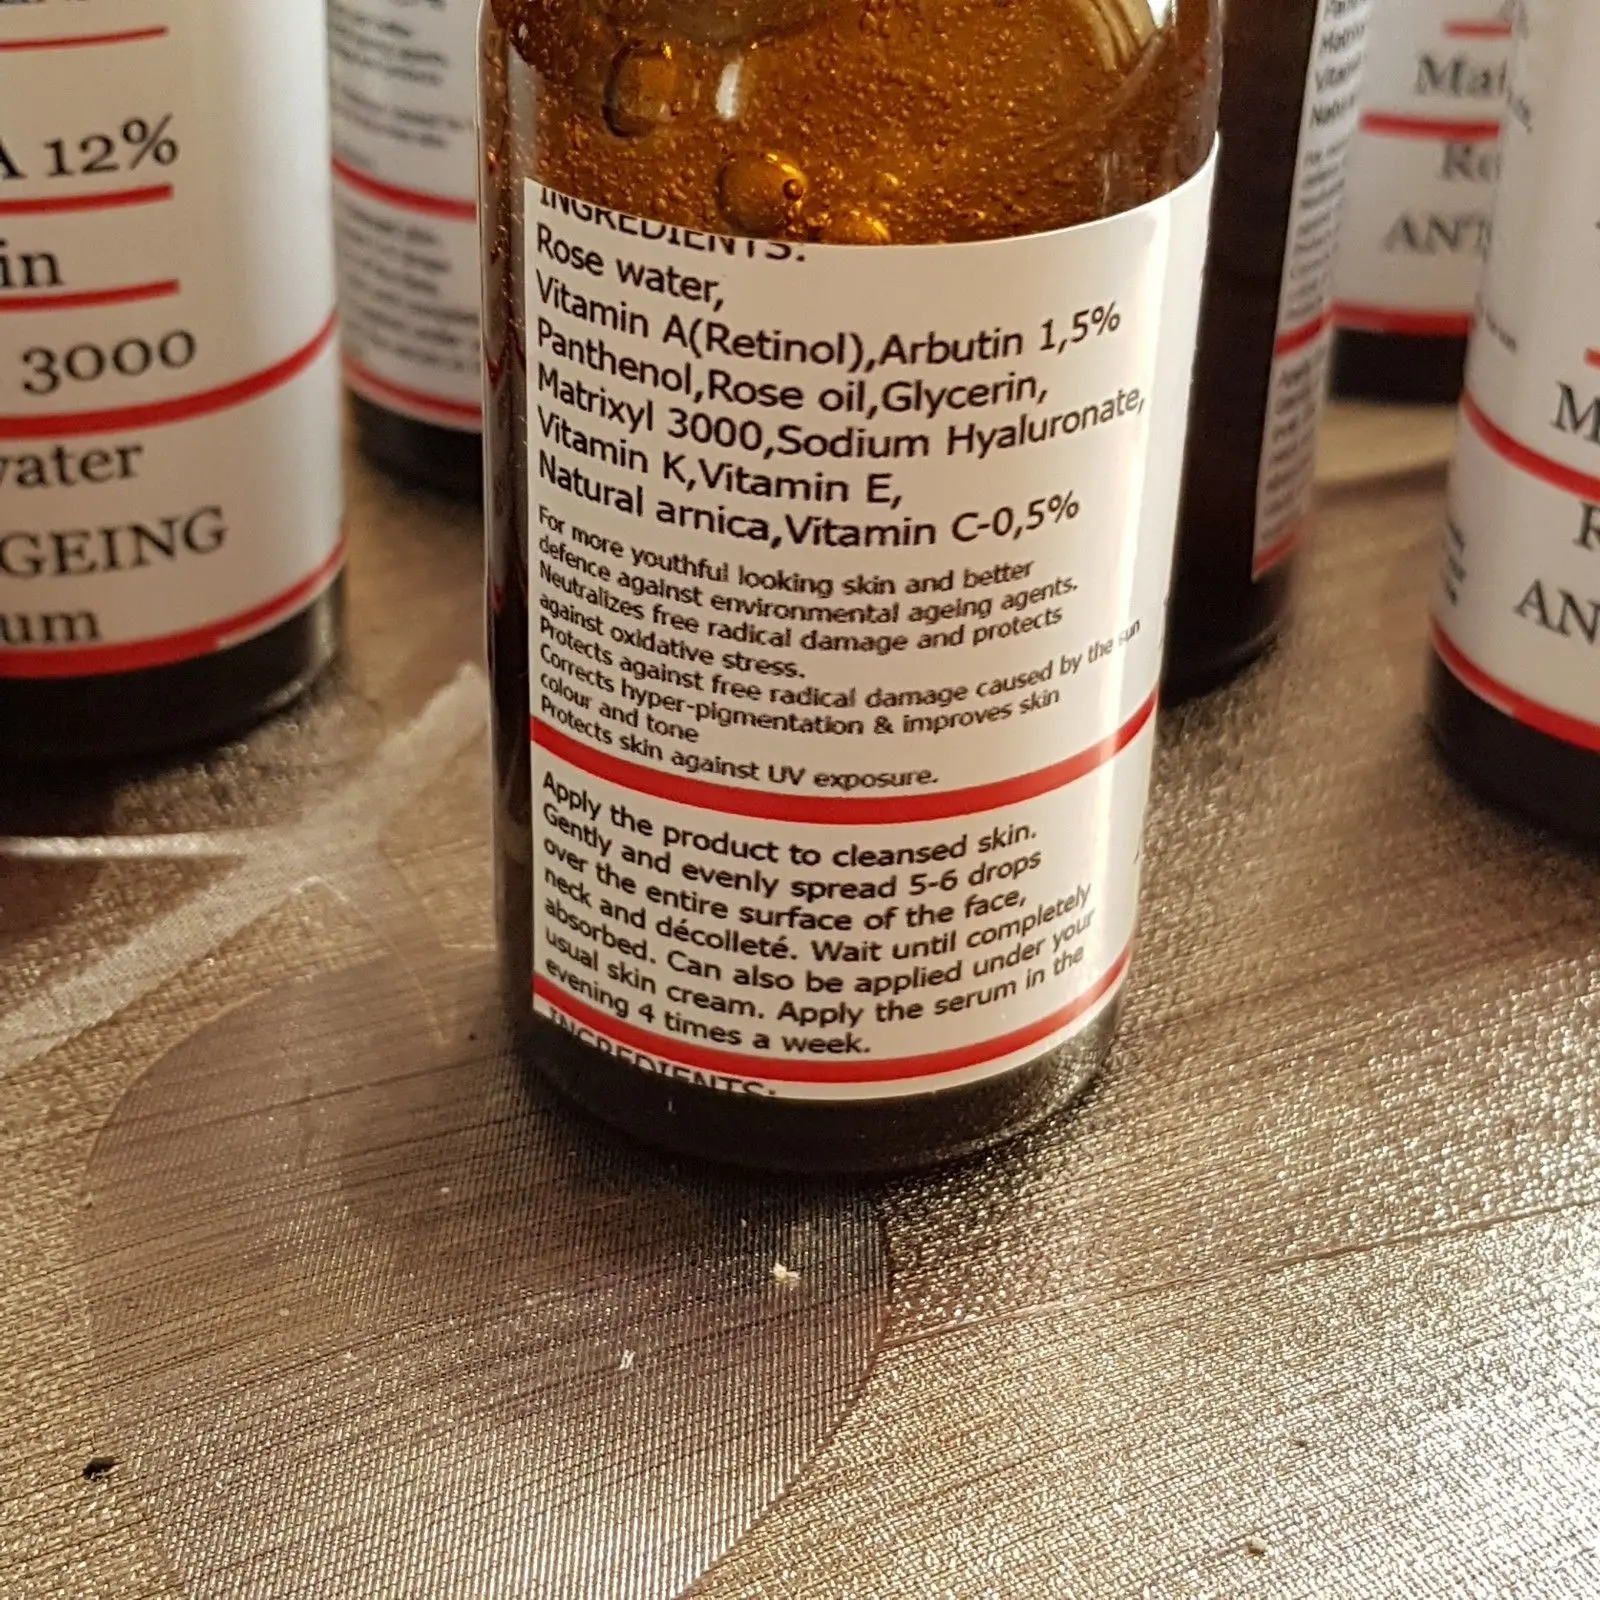 A 12%
in
3000
water
GEING
um
INGREDIENTS:
Rose water,
Vitamin A(Retinol),Arbutin 1,5%
Panthenol,Rose oil,Glycerin,
Matrixyl 3000,Sodium Hyaluronate,
Vitamin K,Vitamin E,
Natural arnica,Vitamin C-0,5%
For more youthful looking skin and better
defence against environmental ageing agents.
Neutralizes free radical damage and protects
against oxidative stress.
Protects against free radical damage caused by the sun
Corrects hyper-pigmentation & improves skin
colour and tone
Protects skin against UV exposure.
Apply the product to cleansed skin.
Gently and evenly spread 5-6 drops
over the entire surface of the face,
neck and décolleté. Wait until completely
absorbed. Can also be applied under your
usual skin cream. Apply the serum in the
evening 4 times a week.
INGREDIENTS:
Mat
Ro
ANT
M
R
AN